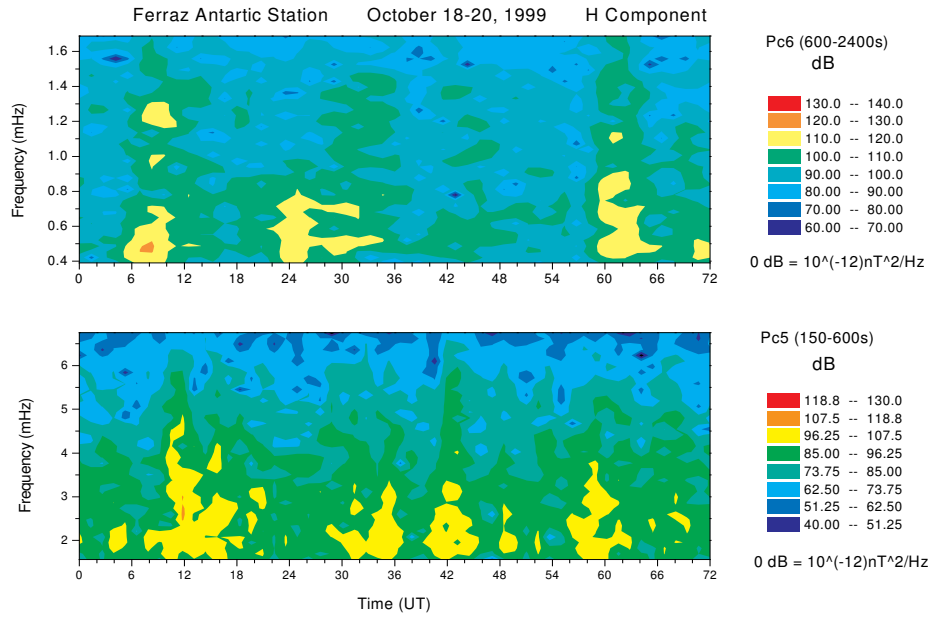 Ferraz Antartic Station October 18-20, 1999 H Component
Frequency (mHz)
1.6
1.4
1.2
1.0
0.8
0.6
0.4
0 6 12 18 24 30 36 42 48 54 60 66 72
Pc6 (600-2400s)
dB
130.0 -- 140.0
120.0 -- 130.0
110.0 -- 120.0
100.0 -- 110.0
90.00 -- 100.0
80.00 -- 90.00
70.00 -- 80.00
60.00 -- 70.00
0 dB = 10^(-12)nT^2/Hz
Frequency (mHz)
6
5
4
3
2
0 6 12 18 24 30 36 42 48 54 60 66 72
Time (UT)
Pc5 (150-600s)
dB
118.8 -- 130.0
107.5 -- 118.8
96.25 -- 107.5
85.00 -- 96.25
73.75 -- 85.00
62.50 -- 73.75
51.25 -- 62.50
40.00 -- 51.25
0 dB = 10^(-12)nT^2/Hz